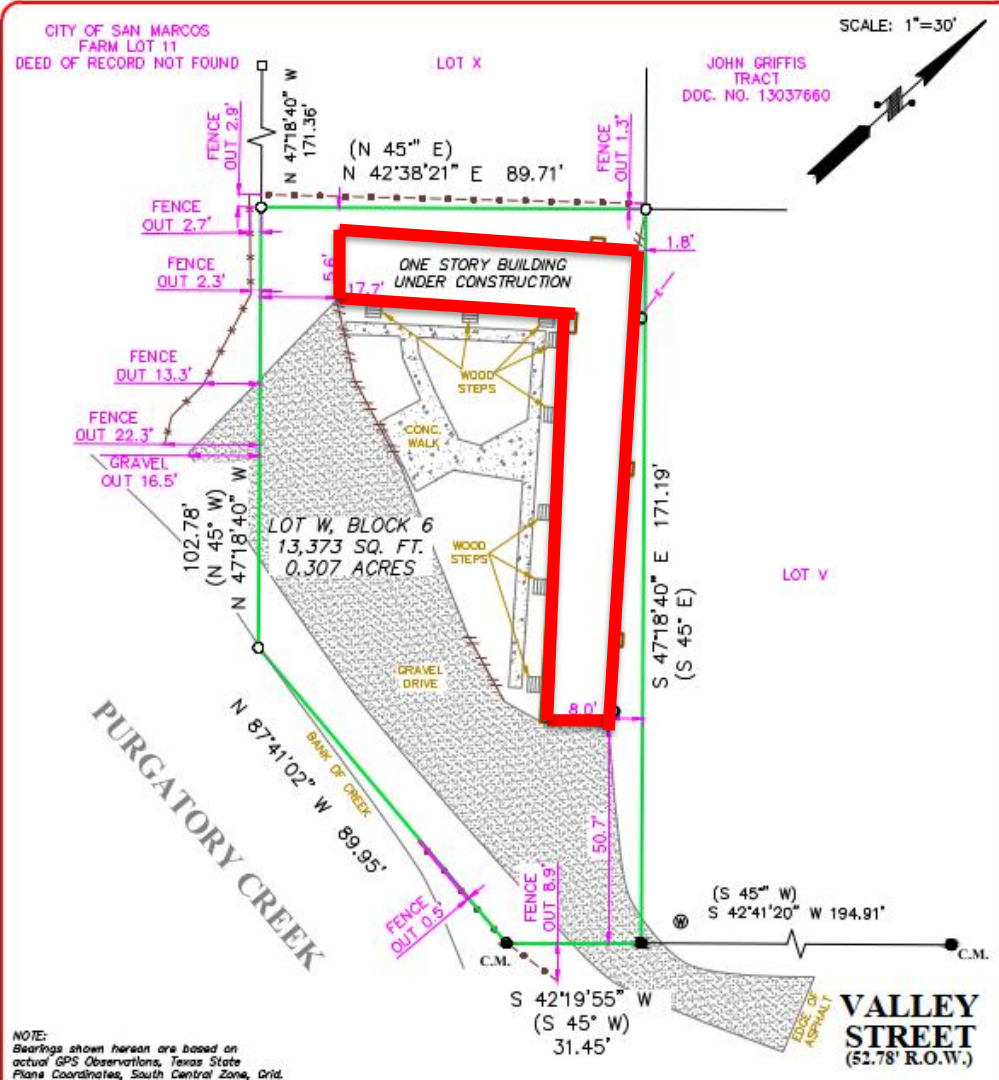 CITY OF SAN MARCOS
FARM LOT 11
DEED OF RECORD NOT FOUND
LOT X
SCALE: 1"=30'
JOHN GRIFFIS
TRACT
DOC. NO. 13037660
FENCE
OUT 2.9'
N 47°18'40" W
171.36'
(N 45°" E)
N 42°38'21" E 89.71'
FENCE
OUT 1.3'
FENCE
OUT 2.7'
FENCE
OUT 2.3'
5.6'
17.7'
ONE STORY BUILDING
UNDER CONSTRUCTION
1.8'
FENCE
OUT 13.3'
FENCE
OUT 22.3'
GRAVEL
OUT 16.5'
WOOD
STEPS
CONC.
WALK
102.78'
(N 45° W)
N 47°18'40" W
LOT W, BLOCK 6
13,373 SQ. FT.
0.307 ACRES
WOOD
STEPS
S 47°18'40" E 171.19'
(S 45° E)
LOT V
GRAVEL
DRIVE
8.0'
PURGATORY CREEK
N 87°41'02" W 89.95'
BANK OF CREEK
50.7'
FENCE
OUT 0.5'
FENCE
OUT 8.9'
C.M.
W
(S 45°" W)
S 42°41'20" W 194.91'
C.M.
S 42°19'55" W
(S 45° W)
31.45'
EDGE OF
ASPHALT
VALLEY
STREET
(52.78' R.O.W.)
NOTE:
Bearings shown hereon are based on
actual GPS Observations, Texas State
Plane Coordinates, South Central Zone, Grid.